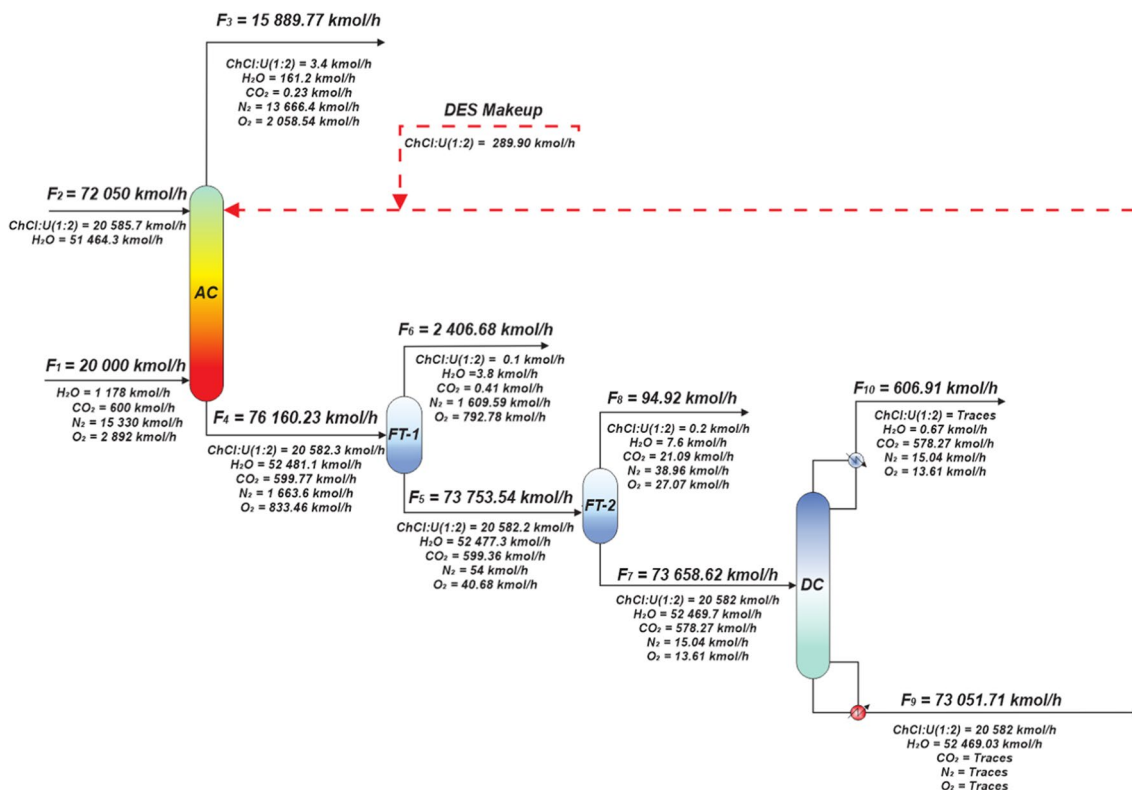 F₃ = 15 889.77 kmol/h
ChCl:U(1:2) = 3.4 kmol/h
H₂O = 161.2 kmol/h
CO₂ = 0.23 kmol/h
N₂ = 13 666.4 kmol/h
O₂ = 2 058.54 kmol/h
DES Makeup
ChCl:U(1:2) = 289.90 kmol/h
F₂ = 72 050 kmol/h
ChCl:U(1:2) = 20 585.7 kmol/h
H₂O = 51 464.3 kmol/h
AC
F₁ = 20 000 kmol/h
H₂O = 1 178 kmol/h
CO₂ = 600 kmol/h
N₂ = 15 330 kmol/h
O₂ = 2 892 kmol/h
F₄ = 76 160.23 kmol/h
ChCl:U(1:2) = 20 582.3 kmol/h
H₂O = 52 481.1 kmol/h
CO₂ = 599.77 kmol/h
N₂ = 1 663.6 kmol/h
O₂ = 833.46 kmol/h
F₆ = 2 406.68 kmol/h
ChCl:U(1:2) = 0.1 kmol/h
H₂O =3.8 kmol/h
CO₂ = 0.41 kmol/h
N₂ = 1 609.59 kmol/h
O₂ = 792.78 kmol/h
FT-1
F₅ = 73 753.54 kmol/h
ChCl:U(1:2) = 20 582.2 kmol/h
H₂O = 52 477.3 kmol/h
CO₂ = 599.36 kmol/h
N₂ = 54 kmol/h
O₂ = 40.68 kmol/h
F₈ = 94.92 kmol/h
ChCl:U(1:2) = 0.2 kmol/h
H₂O = 7.6 kmol/h
CO₂ = 21.09 kmol/h
N₂ = 38.96 kmol/h
O₂ = 27.07 kmol/h
FT-2
F₇ = 73 658.62 kmol/h
ChCl:U(1:2) = 20 582 kmol/h
H₂O = 52 469.7 kmol/h
CO₂ = 578.27 kmol/h
N₂ = 15.04 kmol/h
O₂ = 13.61 kmol/h
F₁₀ = 606.91 kmol/h
ChCl:U(1:2) = Traces
H₂O = 0.67 kmol/h
CO₂ = 578.27 kmol/h
N₂ = 15.04 kmol/h
O₂ = 13.61 kmol/h
DC
F₉ = 73 051.71 kmol/h
ChCl:U(1:2) = 20 582 kmol/h
H₂O = 52 469.03 kmol/h
CO₂ = Traces
N₂ = Traces
O₂ = Traces